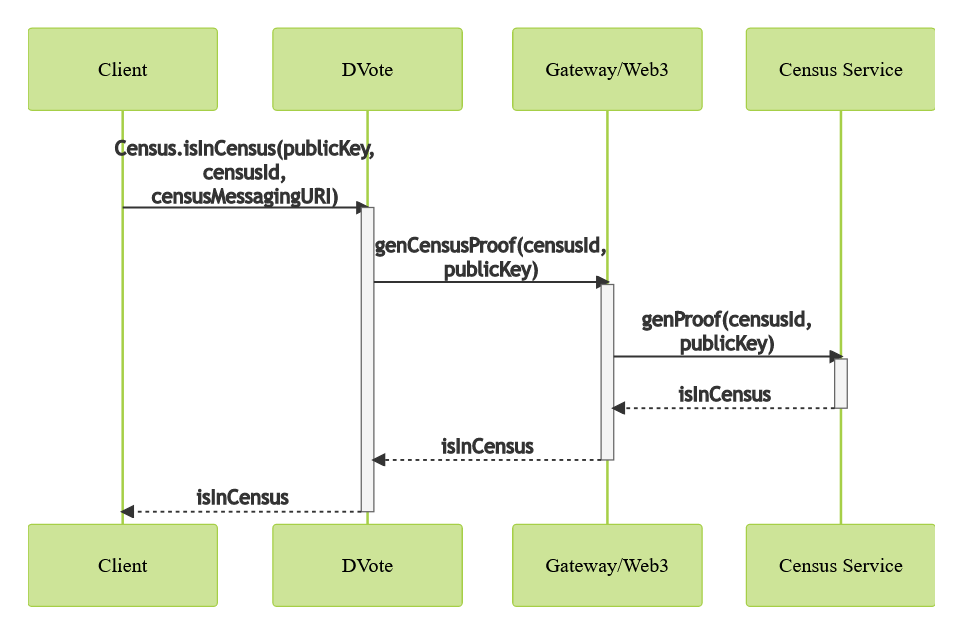 Client
DVote
Gateway/Web3
Census Service
Census.isInCensus(publicKey,
censusId,
censusMessagingURI)
genCensusProof(censusId,
publicKey)
genProof(censusId,
publicKey)
isInCensus
isInCensus
isInCensus
Client
DVote
Gateway/Web3
Census Service